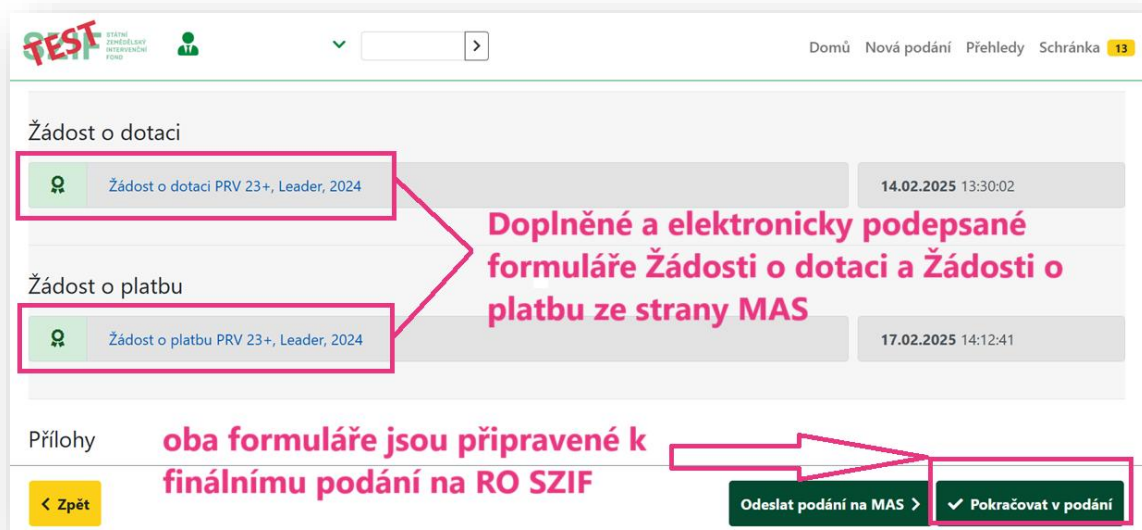 TEST
SZIF STÁTNÍ
ZEMĚDĚLSKÝ
INTERVENČNÍ
FOND
Domů Nová podání Přehledy Schránka 13
Žádost o dotaci
Žádost o dotaci PRV 23+, Leader, 2024
14.02.2025 13:30:02
Doplněné a elektronicky podepsané
formuláře Žádosti o dotaci a Žádosti o
platbu ze strany MAS
Žádost o platbu
Žádost o platbu PRV 23+, Leader, 2024
17.02.2025 14:12:41
Přílohy
oba formuláře jsou připravené k
finálnímu podání na RO SZIF
Zpět
Odeslat podání na MAS
Pokračovat v podání